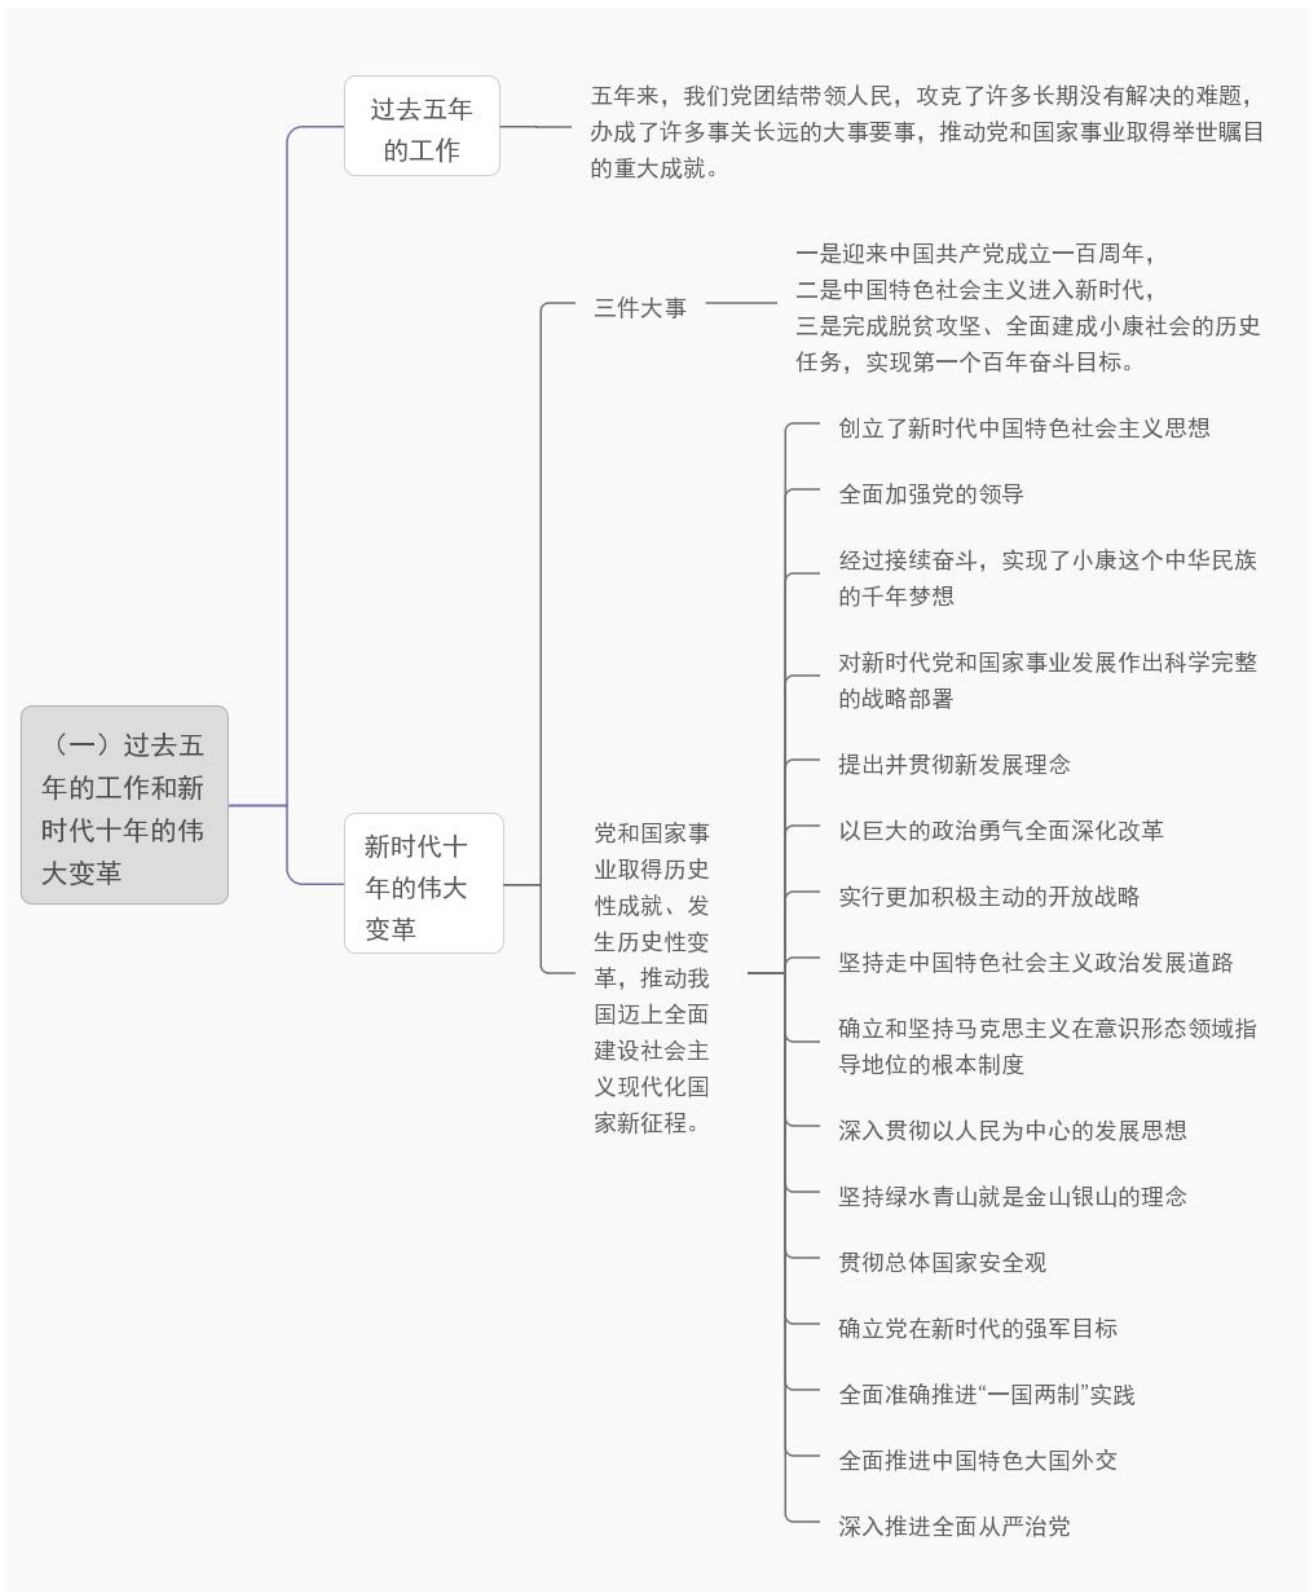 （一）过去五
年的工作和新
时代十年的伟
大变革
过去五年
的工作
五年来，我们党团结带领人民，攻克了许多长期没有解决的难题，
办成了许多事关长远的大事要事，推动党和国家事业取得举世瞩目
的重大成就。
新时代十
年的伟大
变革
三件大事
一是迎来中国共产党成立一百周年，
二是中国特色社会主义进入新时代，
三是完成脱贫攻坚、全面建成小康社会的历史
任务，实现第一个百年奋斗目标。
党和国家事
业取得历史
性成就、发
生历史性变
革，推动我
国迈上全面
建设社会主
义现代化国
家新征程。
创立了新时代中国特色社会主义思想
全面加强党的领导
经过接续奋斗，实现了小康这个中华民族
的千年梦想
对新时代党和国家事业发展作出科学完整
的战略部署
提出并贯彻新发展理念
以巨大的政治勇气全面深化改革
实行更加积极主动的开放战略
坚持走中国特色社会主义政治发展道路
确立和坚持马克思主义在意识形态领域指
导地位的根本制度
深入贯彻以人民为中心的发展思想
坚持绿水青山就是金山银山的理念
贯彻总体国家安全观
确立党在新时代的强军目标
全面准确推进“一国两制”实践
全面推进中国特色大国外交
深入推进全面从严治党